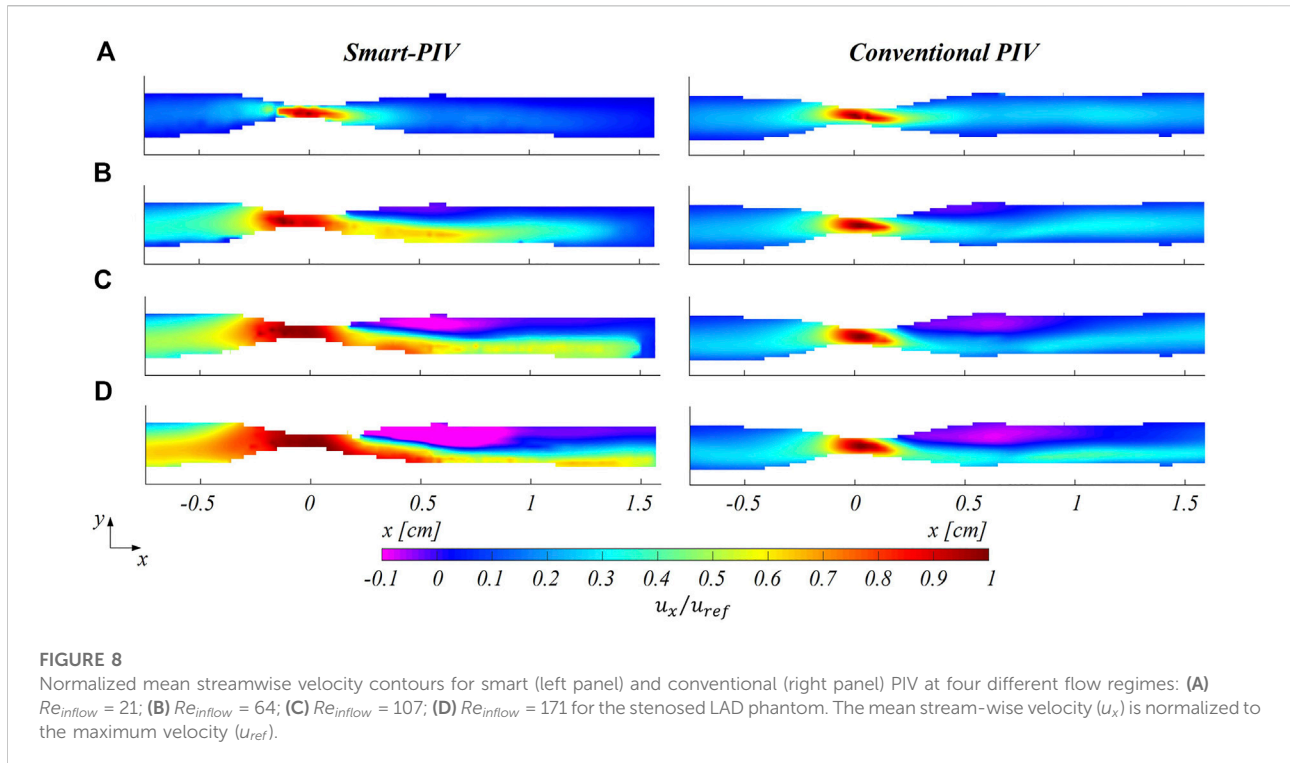 Smart-PIV Conventional PIV
A
B
C
D
-0.5 0 0.5 1 1.5 -0.5 0 0.5 1 1.5
x [cm] x [cm]
y
x
-0.1 0 0.1 0.2 0.3 0.4 0.5 0.6 0.7 0.8 0.9 1
u_x/u_ref
FIGURE 8
Normalized mean streamwise velocity contours for smart (left panel) and conventional (right panel) PIV at four different flow regimes: (A)
Re_inflow = 21; (B) Re_inflow = 64; (C) Re_inflow = 107; (D) Re_inflow = 171 for the stenosed LAD phantom. The mean stream-wise velocity (u_x) is normalized to
the maximum velocity (u_ref).